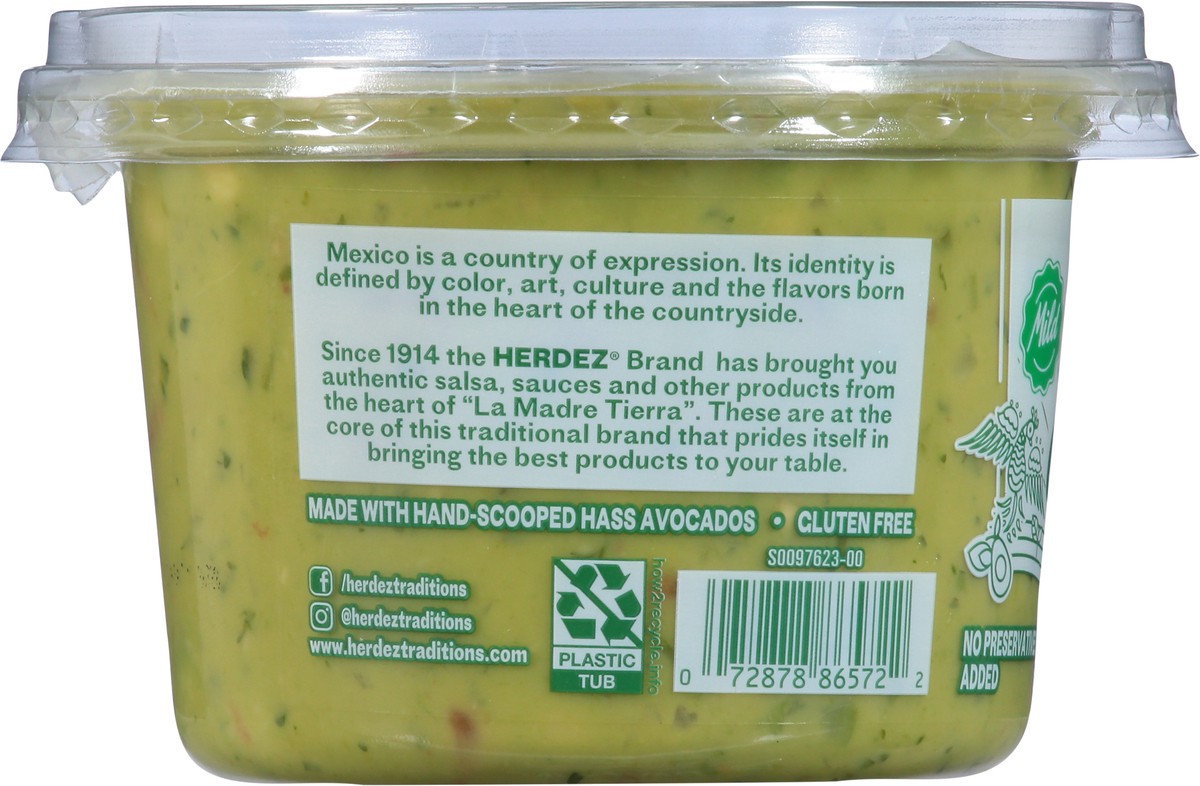 Mexico is a country of expression. Its identity is
defined by color, art, culture and the flavors born
in the heart of the countryside.
Since 1914 the HERDEZ® Brand has brought you
authentic salsa, sauces and other products from
the heart of “La Madre Tierra”. These are at the
core of this traditional brand that prides itself in
bringing the best products to your table.
MADE WITH HAND-SCOOPED HASS AVOCADOS • GLUTEN FREE
/herdeztraditions
@herdeztraditions
www.herdeztraditions.com
PLASTIC
TUB
how2recycle.info
S0097623-00
0 72878 86572 2
Mild
NO PRESERVATIVE
ADDED